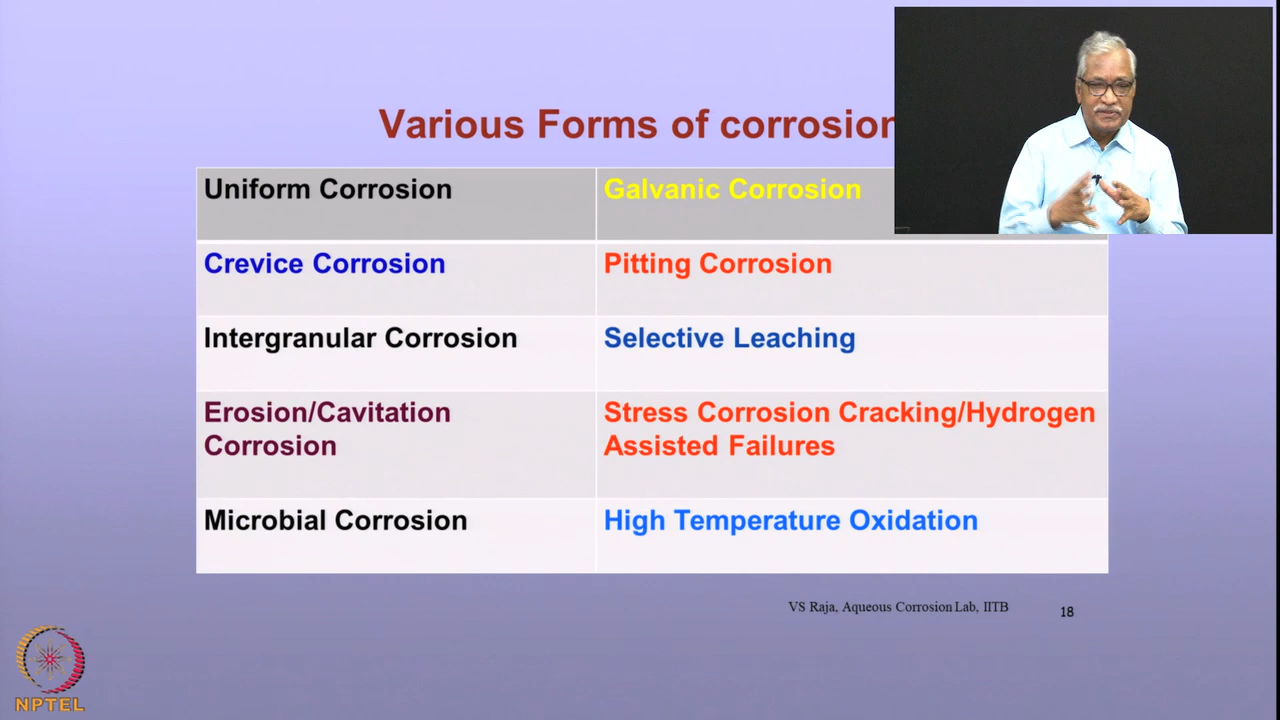 Various Forms of corrosion
Uniform Corrosion
Galvanic Corrosion
Crevice Corrosion
Pitting Corrosion
Intergranular Corrosion
Selective Leaching
Erosion/Cavitation
Corrosion
Stress Corrosion Cracking/Hydrogen
Assisted Failures
Microbial Corrosion
High Temperature Oxidation
VS Raja, Aqueous Corrosion Lab, IITB
18
NPTEL